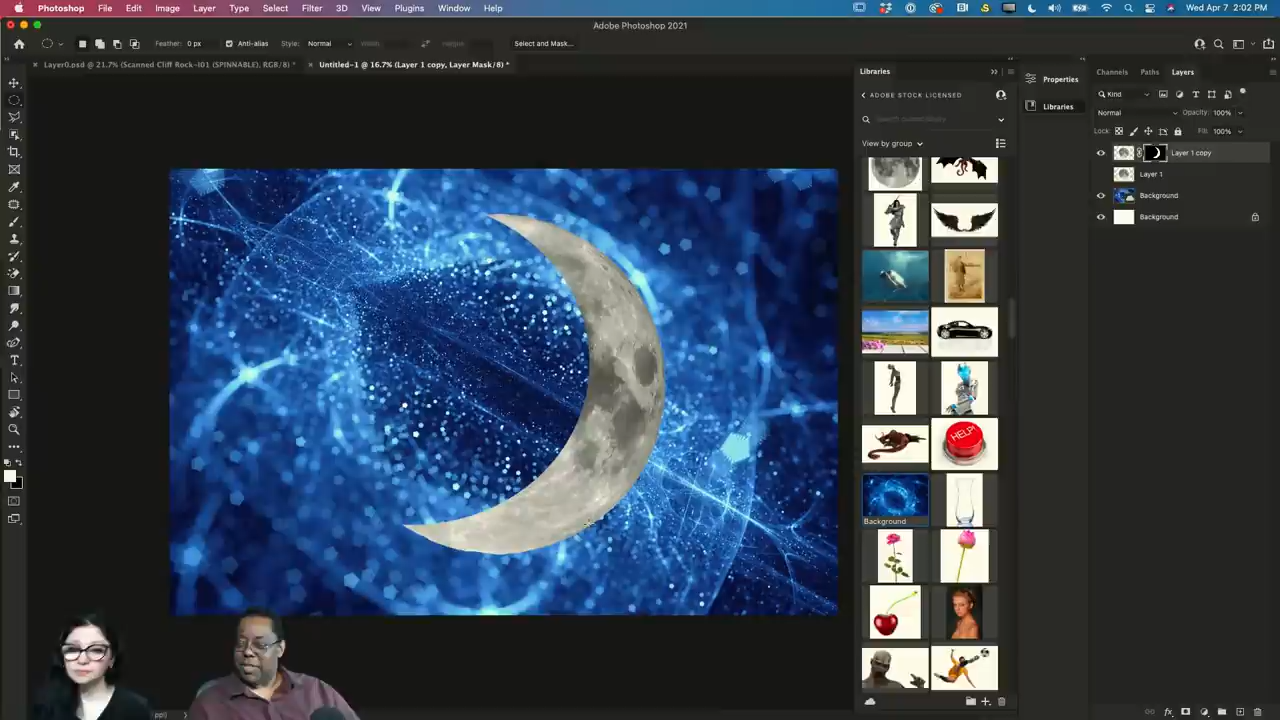 Photoshop File Edit Image Layer Type Select Filter 3D View Plugins Window Help Wed Apr 7 2:02 PM
Adobe Photoshop 2021
Feather: 0 px Anti-alias Style: Normal Width: Height: Select and Mask...
Layer0.psd @ 21.7% (Scanned Cliff Rock-I01 (SPINNABLE), RGB/8) *
Untitled-1 @ 16.7% (Layer 1 copy, Layer Mask/8) *
Libraries
ADOBE STOCK LICENSED
View by group
HELP!
Background
Properties
Libraries
Channels Paths Layers
Kind
Normal Opacity: 100%
Lock: Fill: 100%
Layer 1 copy
Layer 1
Background
Background
ppi)